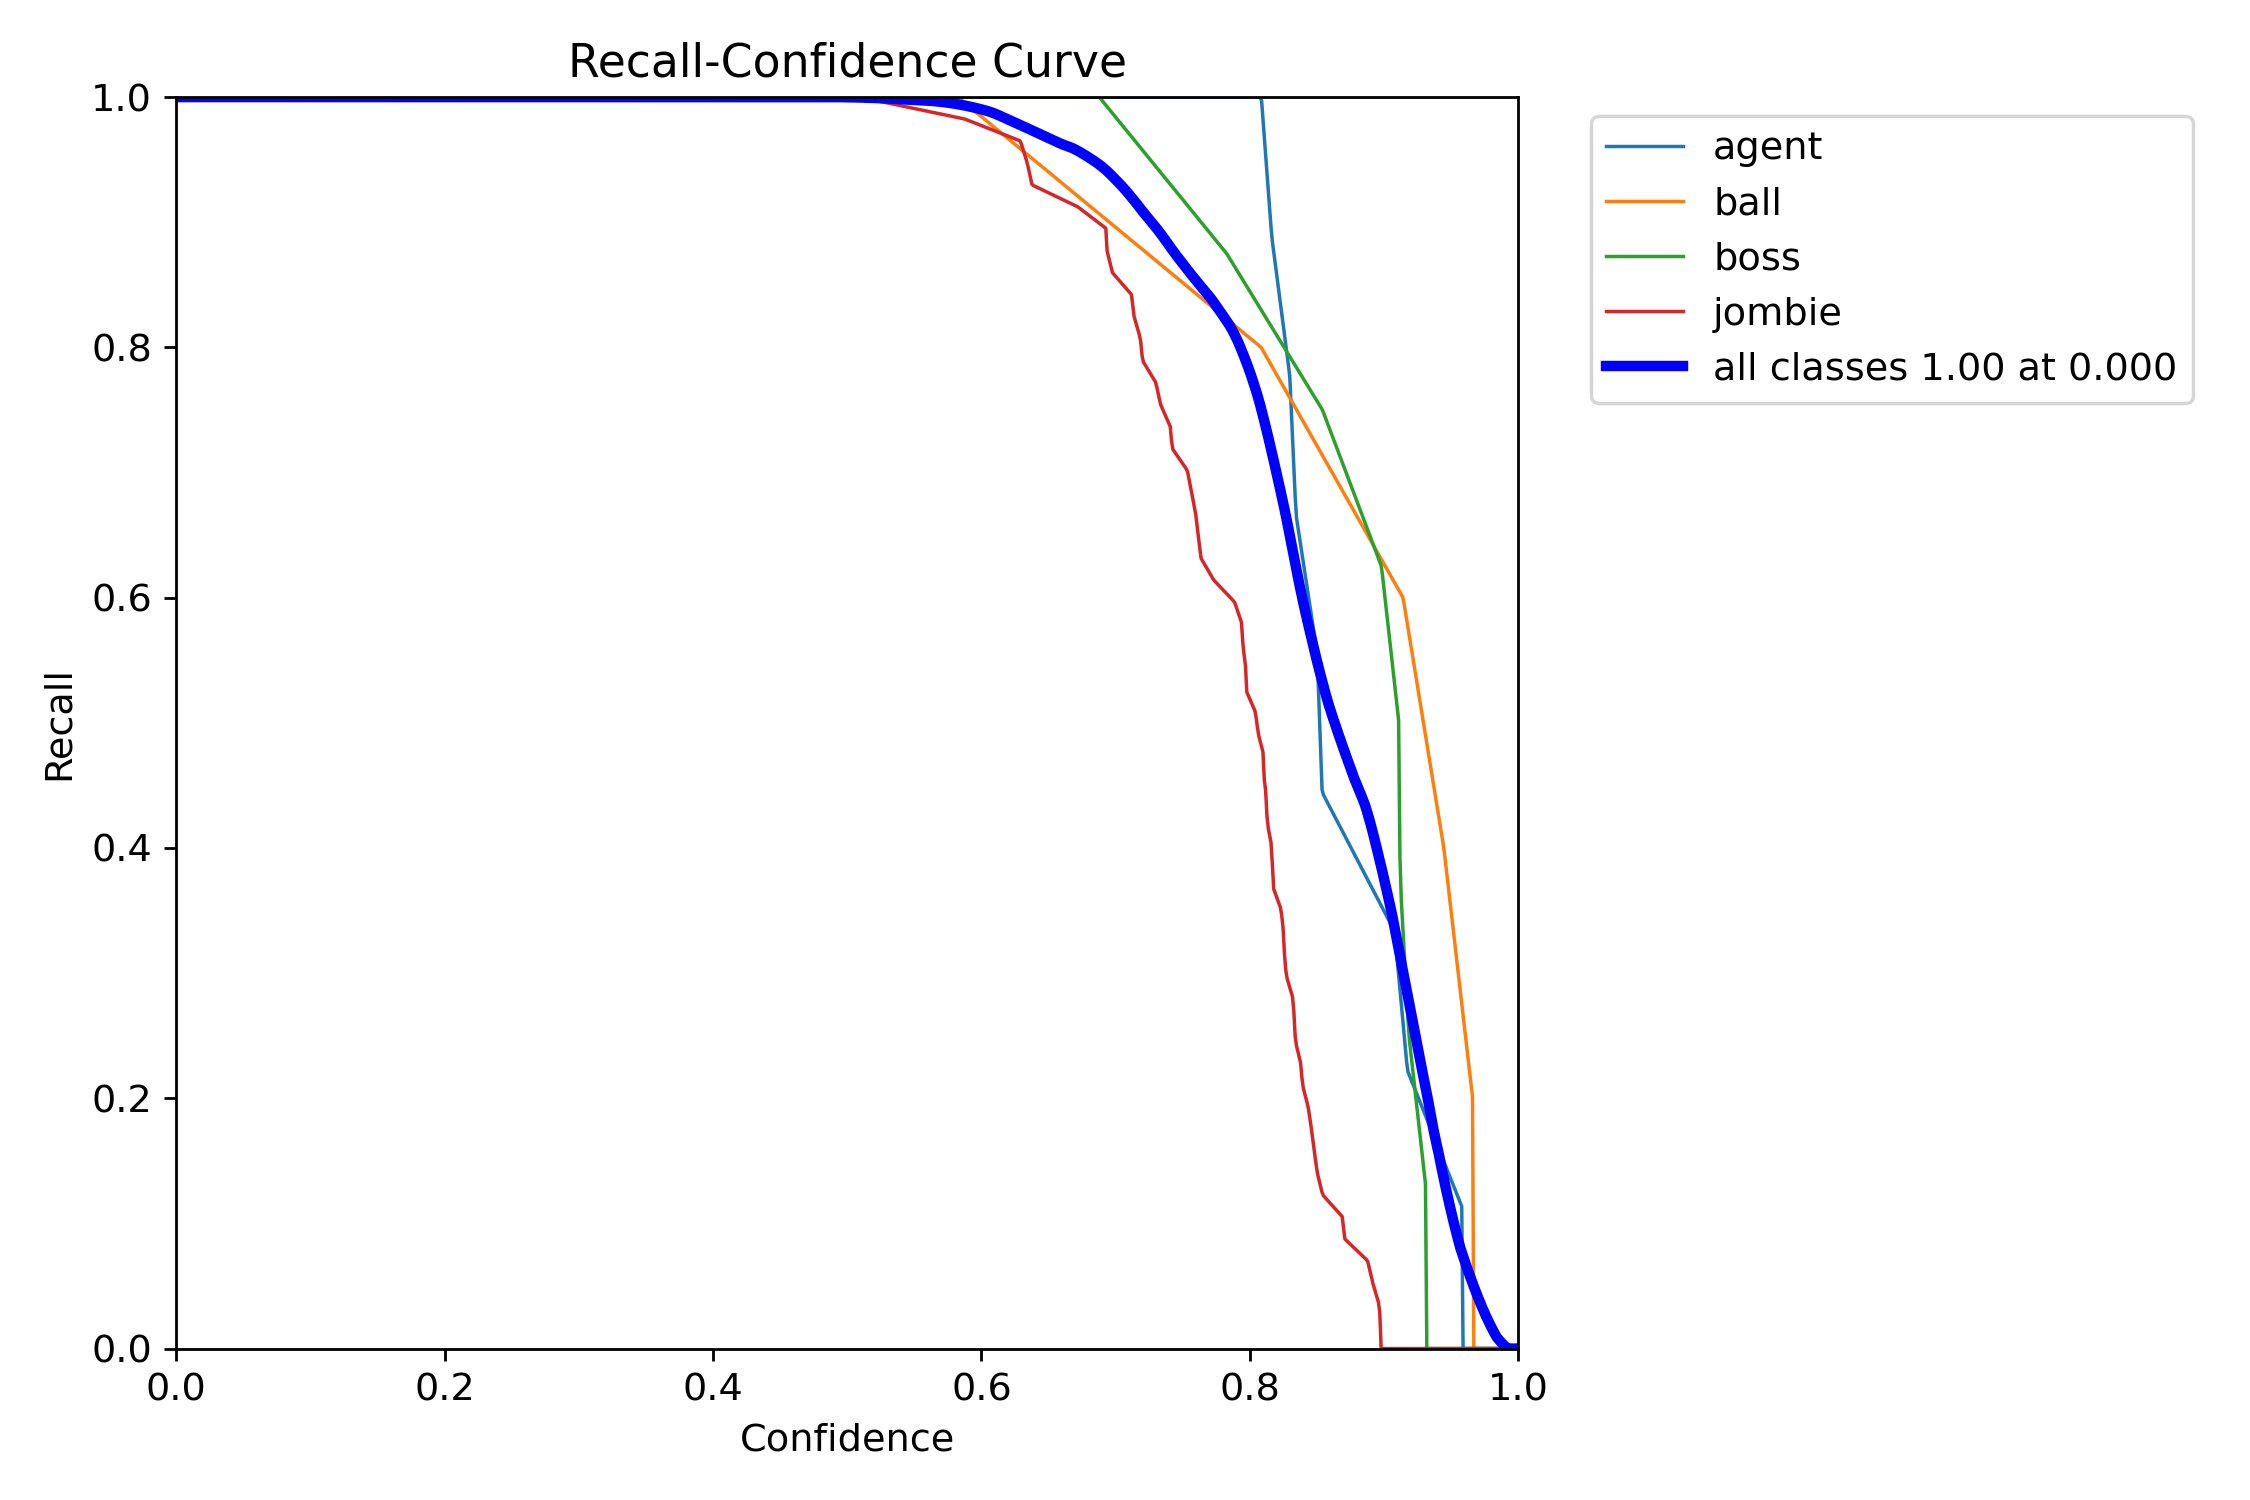 Recall-Confidence Curve
1.0
0.8
0.6
0.4
0.2
0.0
Recall
0.0 0.2 0.4 0.6 0.8 1.0
Confidence
agent
ball
boss
jombie
all classes 1.00 at 0.000